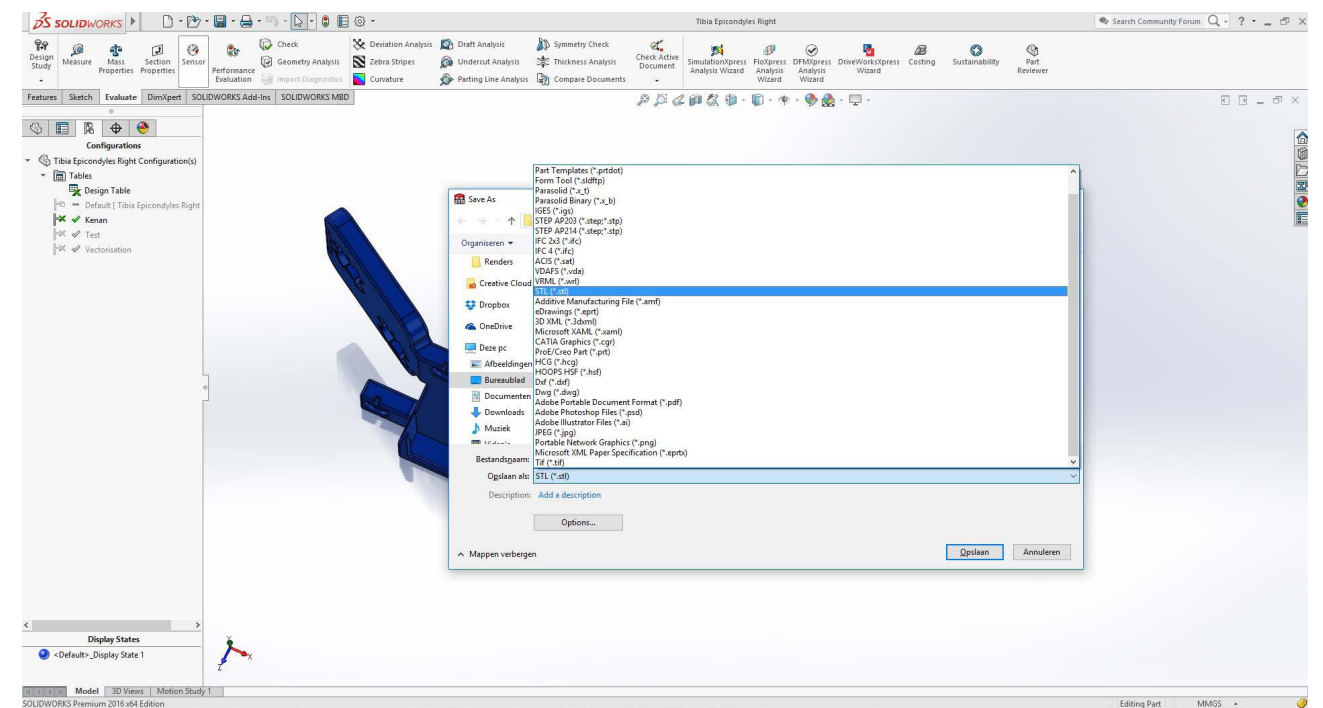 SOLIDWORKS
Tibia Epicondyles Right
Search Community Forum
Design Study
Measure
Mass Properties
Section Properties
Sensor
Performance Evaluation
Check
Geometry Analysis
Import Diagnostics
Deviation Analysis
Zebra Stripes
Curvature
Draft Analysis
Undercut Analysis
Parting Line Analysis
Symmetry Check
Thickness Analysis
Compare Documents
Check Active Document
SimulationXpress Analysis Wizard
FloXpress Analysis Wizard
DFMXpress Analysis Wizard
DriveWorksXpress Wizard
Costing
Sustainability
Part Reviewer
Features Sketch Evaluate DimXpert SOLIDWORKS Add-Ins SOLIDWORKS MBD
Configurations
Tibia Epicondyles Right Configuration(s)
Tables
Design Table
Default [ Tibia Epicondyles Right
Kenan
Test
Vectorisation
Save As
Organiseren
Renders
Creative Cloud
Dropbox
OneDrive
Deze pc
Afbeeldingen
Bureaublad
Documenten
Downloads
Muziek
Part Templates (*.prtdot)
Form Tool (*.sldftp)
Parasolid (*.x_t)
Parasolid Binary (*.x_b)
IGES (*.igs)
STEP AP203 (*.step;*.stp)
STEP AP214 (*.step;*.stp)
IFC 2x3 (*.ifc)
IFC 4 (*.ifc)
ACIS (*.sat)
VDAFS (*.vda)
VRML (*.wrl)
STL (*.stl)
Additive Manufacturing File (*.amf)
eDrawings (*.eprt)
3D XML (*.3dxml)
Microsoft XAML (*.xaml)
CATIA Graphics (*.cgr)
ProE/Creo Part (*.prt)
HCG (*.hcg)
HOOPS HSF (*.hsf)
Dxf (*.dxf)
Dwg (*.dwg)
Adobe Portable Document Format (*.pdf)
Adobe Photoshop Files (*.psd)
Adobe Illustrator Files (*.ai)
JPEG (*.jpg)
Portable Network Graphics (*.png)
Microsoft XML Paper Specification (*.eprtx)
Tif (*.tif)
Bestandsnaam:
Opslaan als: STL (*.stl)
Description: Add a description
Options...
Mappen verbergen
Opslaan Annuleren
Display States
<Default>_Display State 1
Y
X
Z
Model 3D Views Motion Study 1
SOLIDWORKS Premium 2016 x64 Edition
Editing Part MMGS